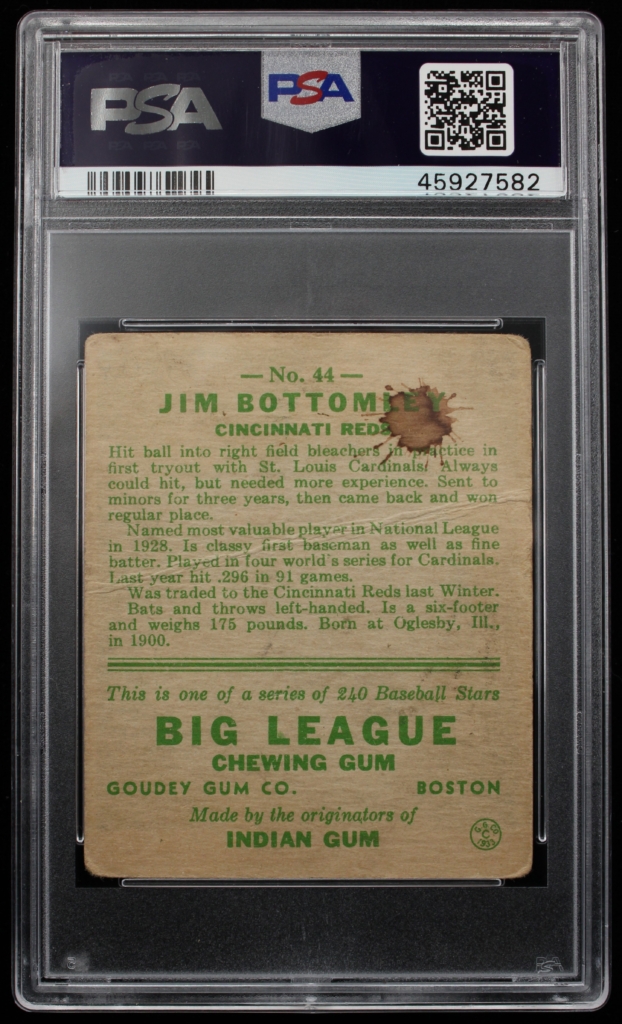 PSA
PSA
45927582
— No. 44 —
JIM BOTTOMLEY
CINCINNATI REDS
Hit ball into right field bleachers in practice in
first tryout with St. Louis Cardinals. Always
could hit, but needed more experience. Sent to
minors for three years, then came back and won
regular place.
Named most valuable player in National League
in 1928. Is classy first baseman as well as fine
batter. Played in four world's series for Cardinals.
Last year hit .296 in 91 games.
Was traded to the Cincinnati Reds last Winter.
Bats and throws left-handed. Is a six-footer
and weighs 175 pounds. Born at Oglesby, Ill.,
in 1900.
This is one of a series of 240 Baseball Stars
BIG LEAGUE
CHEWING GUM
GOUDEY GUM CO. BOSTON
Made by the originators of
INDIAN GUM
G & CO
C
1933